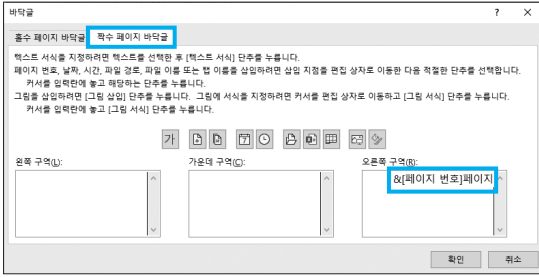 바닥글
? ×
홀수 페이지 바닥글 짝수 페이지 바닥글
텍스트 서식을 지정하려면 텍스트를 선택한 후 [텍스트 서식] 단추를 누릅니다.
페이지 번호, 날짜, 시간, 파일 경로, 파일 이름 또는 탭 이름을 삽입하려면 삽입 지점을 편집 상자로 이동한 다음 적절한 단추를 선택합니다.
커서를 입력란에 놓고 해당하는 단추를 누릅니다.
그림을 삽입하려면 [그림 삽입] 단추를 누릅니다. 그림에 서식을 지정하려면 커서를 편집 상자로 이동하고 [그림 서식] 단추를 누릅니다.
커서를 입력란에 놓고 [그림 서식] 단추를 누릅니다.
가
왼쪽 구역(L): 가운데 구역(C): 오른쪽 구역(R):
&[페이지 번호]페이지
확인 취소